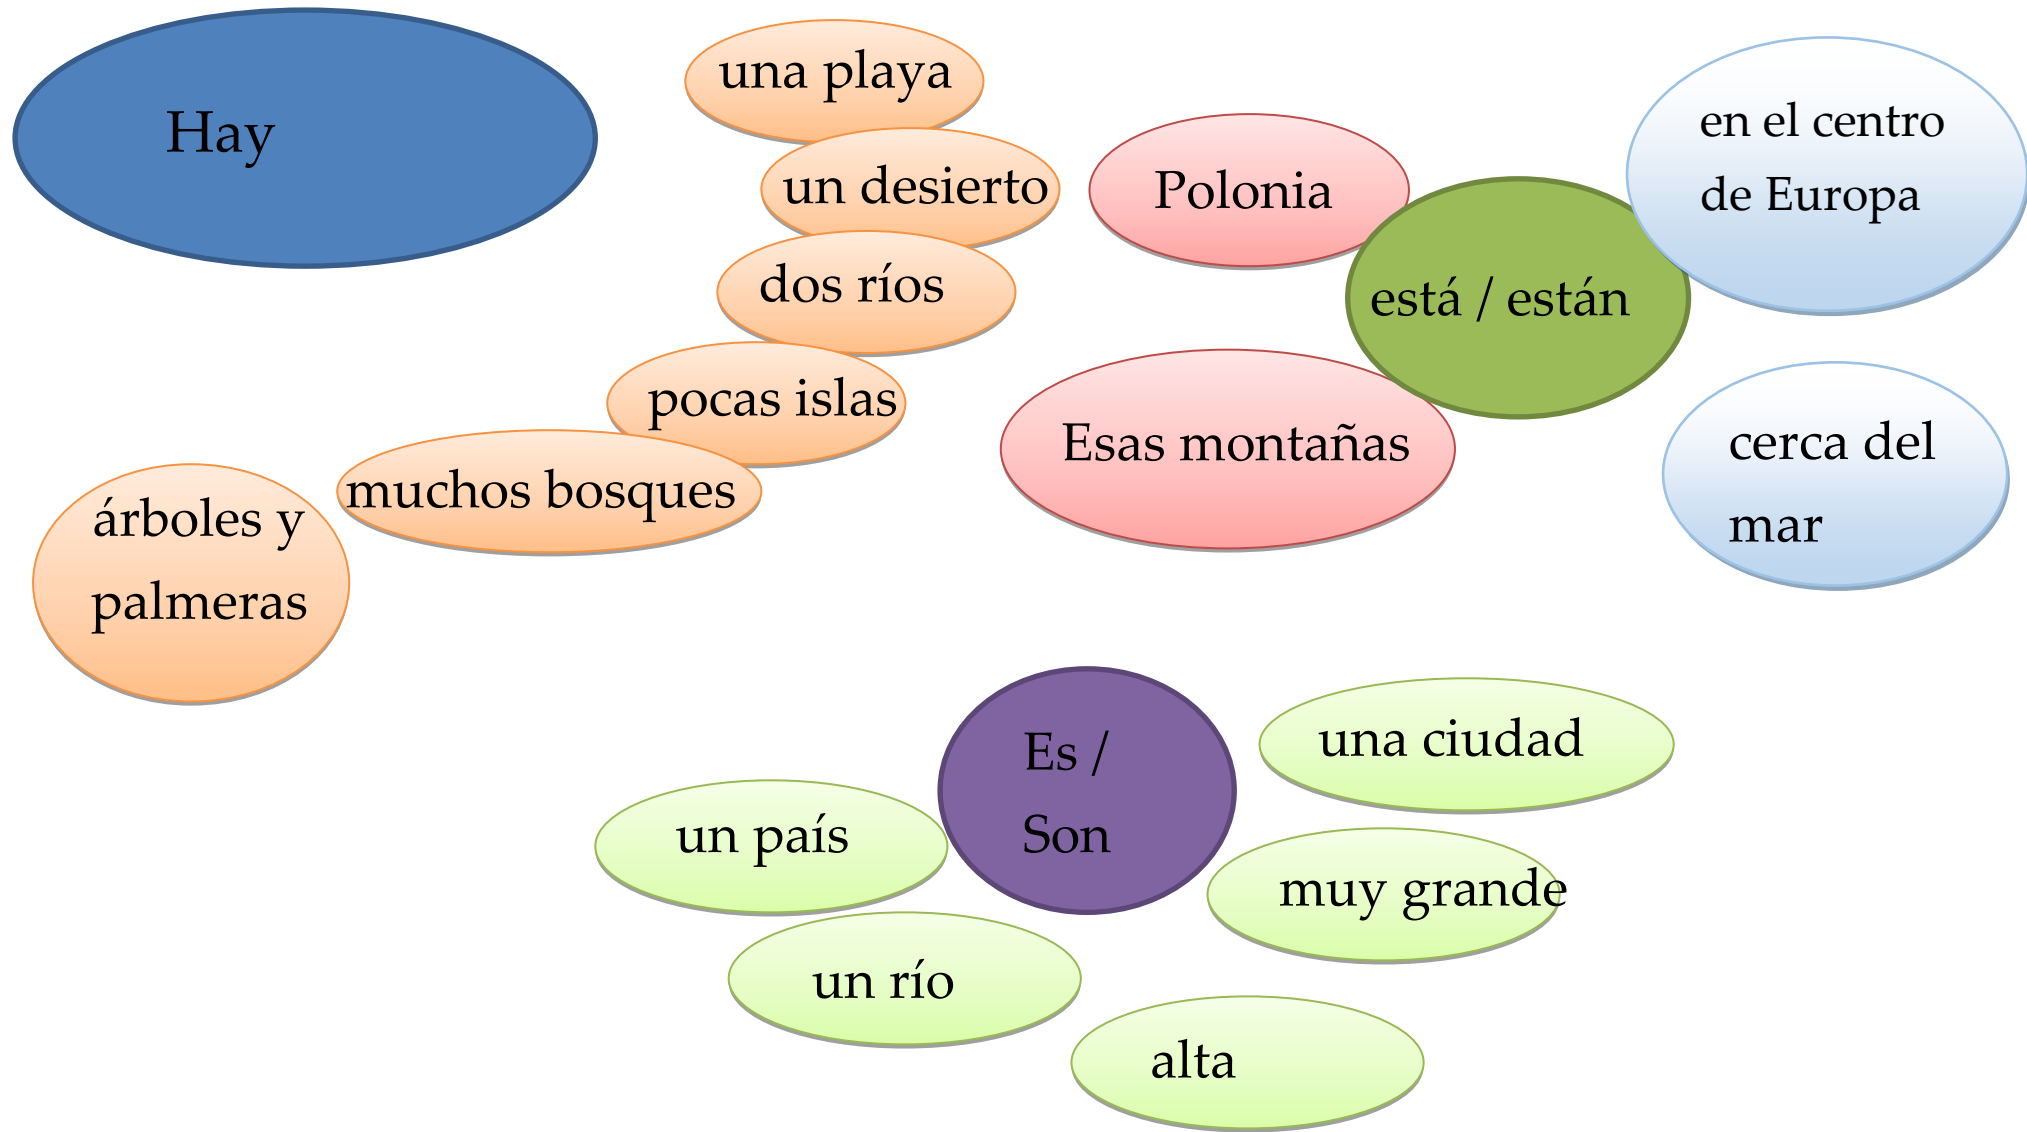 Hay
una playa
un desierto
dos ríos
pocas islas
muchos bosques
árboles y
palmeras
Polonia
Esas montañas
está / están
en el centro
de Europa
cerca del
mar
Es /
Son
un país
un río
una ciudad
muy grande
alta